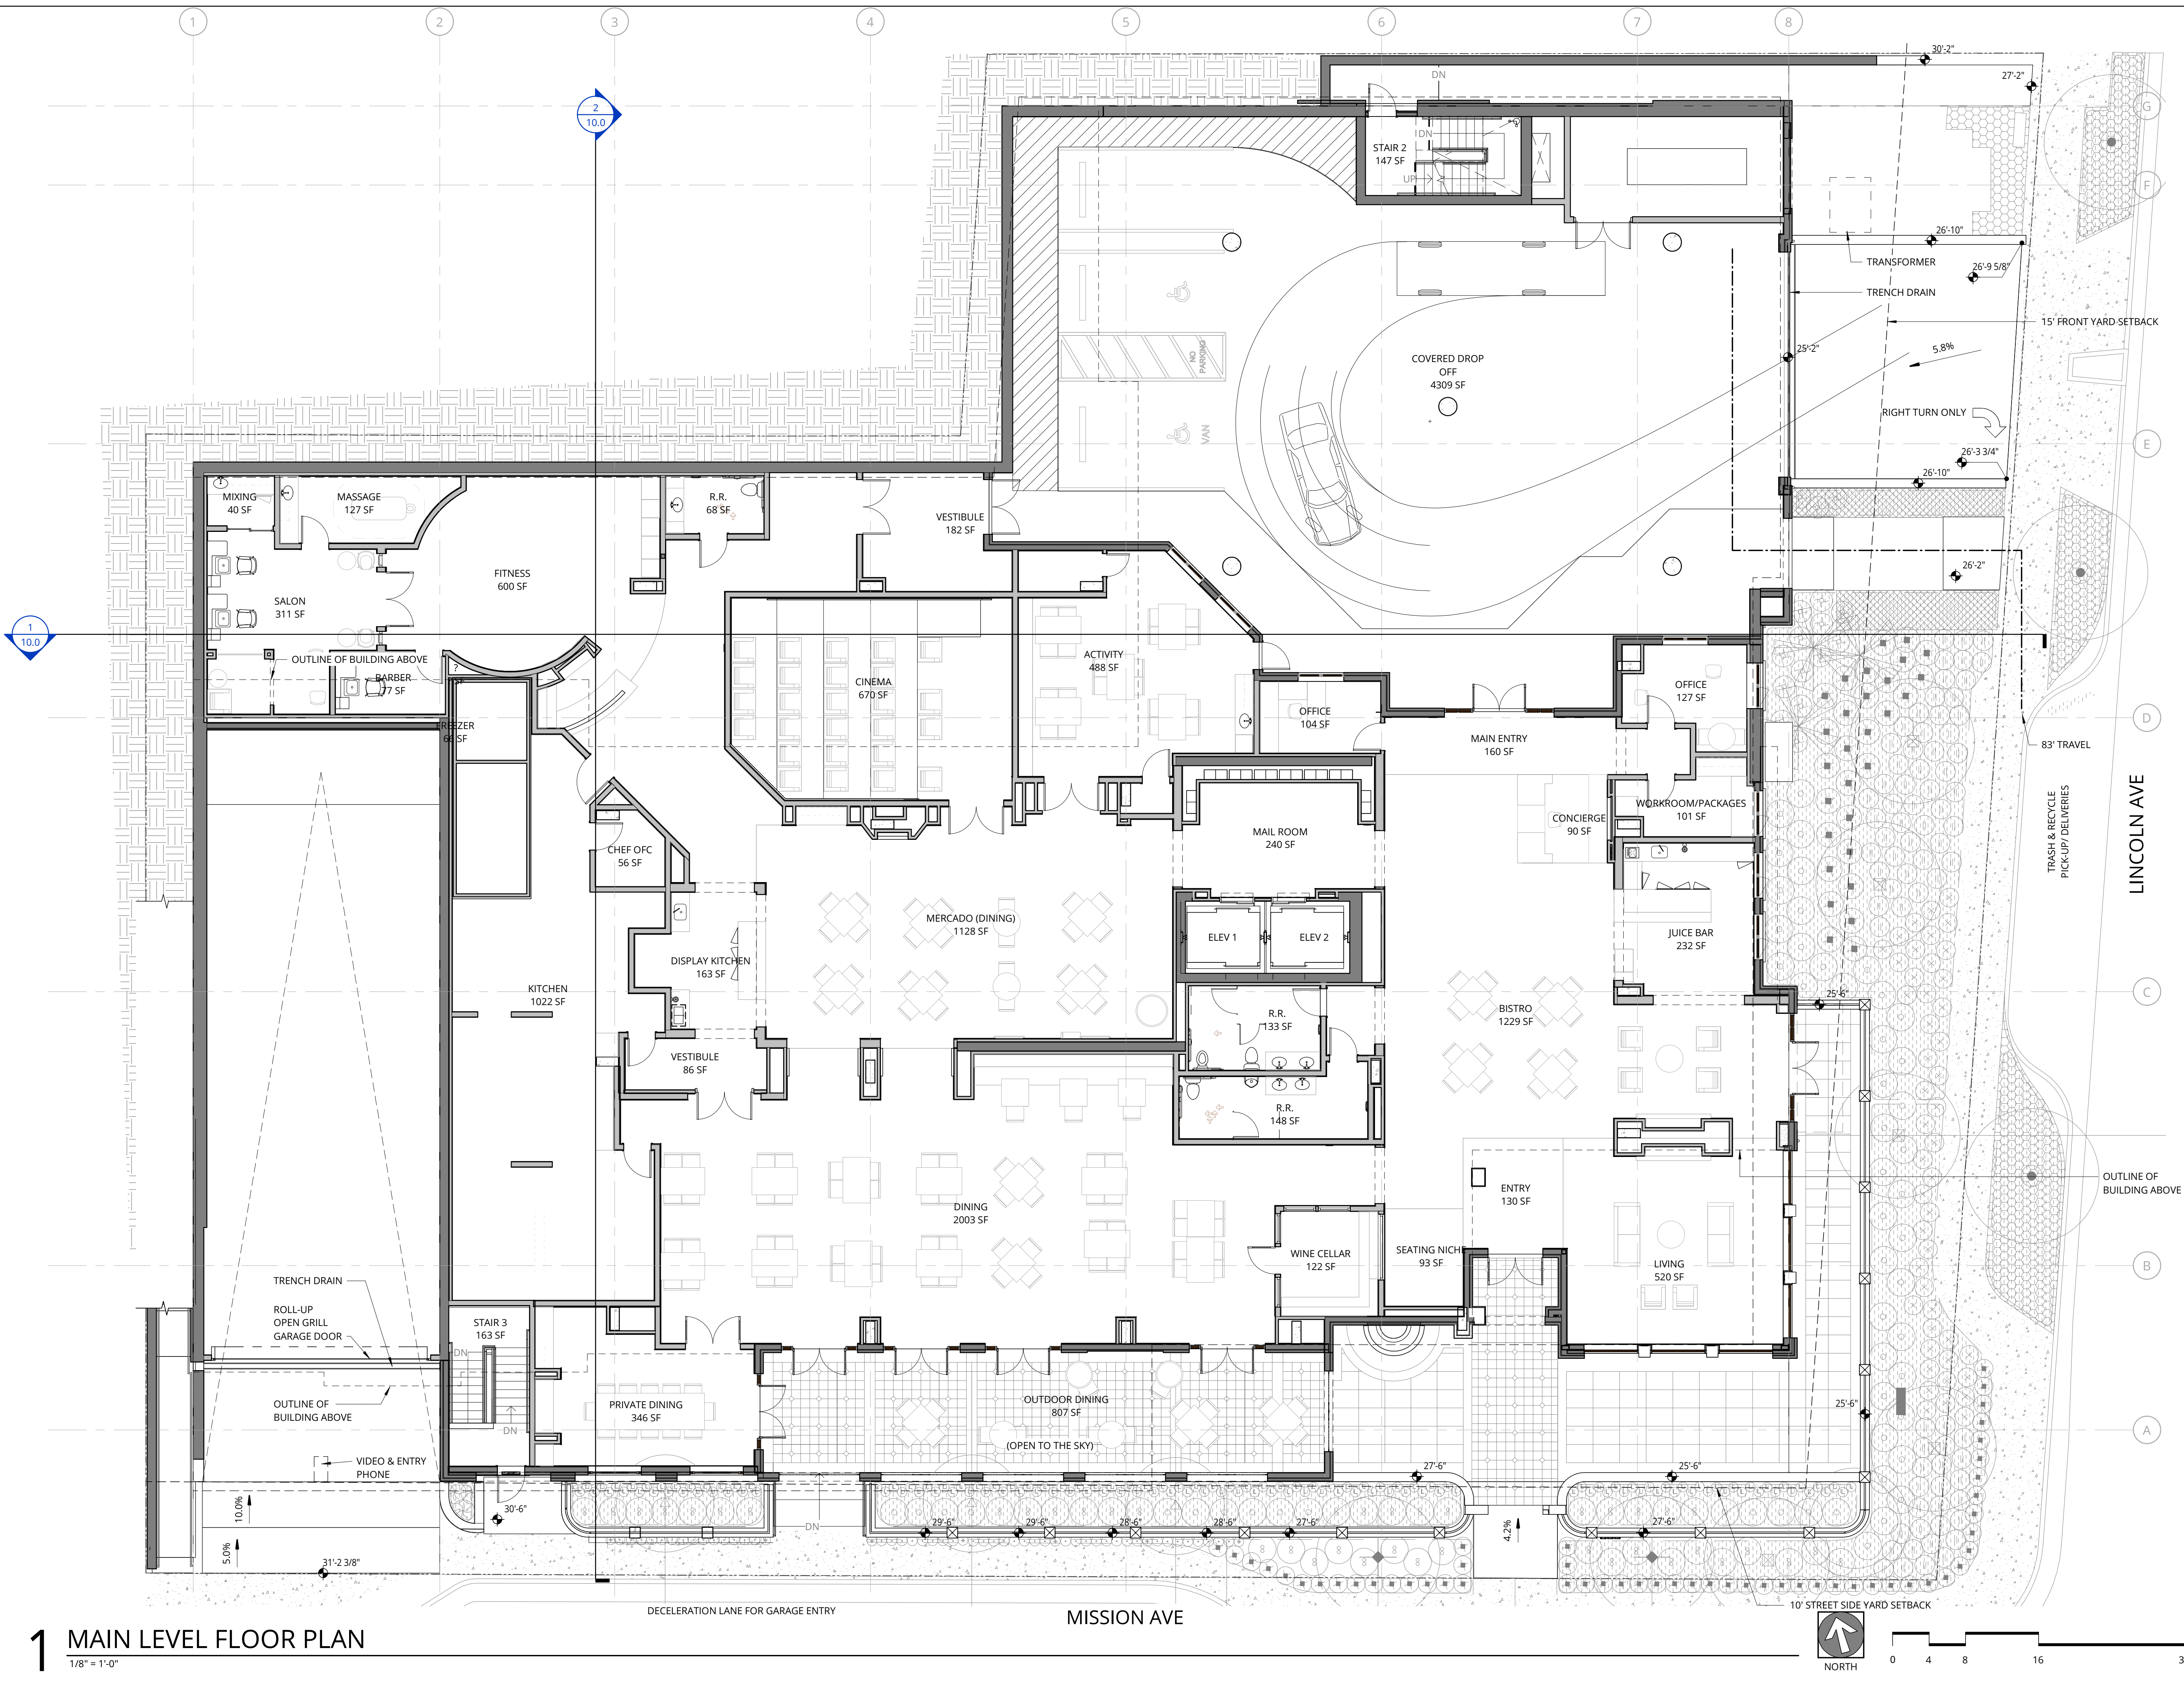 1
2
3
4
5
6
7
8
30'-2"
27'-2"
DN
G
2
10.0
STAIR 2
147 SF
DN
UP
F
26'-10"
TRANSFORMER
26'-9 5/8"
TRENCH DRAIN
15' FRONT YARD SETBACK
NO
PARKING
COVERED DROP
OFF
4309 SF
25'-2"
5.8%
RIGHT TURN ONLY
VAN
E
26'-3 3/4"
26'-10"
MIXING
40 SF
MASSAGE
127 SF
R.R.
68 SF
VESTIBULE
182 SF
26'-2"
FITNESS
600 SF
SALON
311 SF
1
10.0
OUTLINE OF BUILDING ABOVE
?
BARBER
77 SF
CINEMA
670 SF
ACTIVITY
488 SF
OFFICE
127 SF
OFFICE
104 SF
FREEZER
66 SF
MAIN ENTRY
160 SF
D
83' TRAVEL
WORKROOM/PACKAGES
101 SF
CONCIERGE
90 SF
MAIL ROOM
240 SF
CHEF OFC
56 SF
TRASH & RECYCLE
PICK-UP/ DELIVERIES
LINCOLN AVE
MERCADO (DINING)
1128 SF
ELEV 1
ELEV 2
JUICE BAR
232 SF
DISPLAY KITCHEN
163 SF
KITCHEN
1022 SF
C
25'-6"
BISTRO
1229 SF
R.R.
133 SF
VESTIBULE
86 SF
R.R.
148 SF
OUTLINE OF
BUILDING ABOVE
ENTRY
130 SF
DINING
2003 SF
WINE CELLAR
122 SF
SEATING NICHE
93 SF
LIVING
520 SF
B
TRENCH DRAIN
ROLL-UP
OPEN GRILL
GARAGE DOOR
STAIR 3
163 SF
DN
OUTLINE OF
BUILDING ABOVE
PRIVATE DINING
346 SF
OUTDOOR DINING
807 SF
(OPEN TO THE SKY)
25'-6"
DN
A
VIDEO & ENTRY
PHONE
27'-6"
25'-6"
10.0%
30'-6"
DN
29'-6"
29'-6"
28'-6"
28'-6"
27'-6"
4.2%
27'-6"
5.0%
31'-2 3/8"
DECELERATION LANE FOR GARAGE ENTRY
MISSION AVE
10' STREET SIDE YARD SETBACK
1
MAIN LEVEL FLOOR PLAN
1/8" = 1'-0"
NORTH
0
4
8
16
3